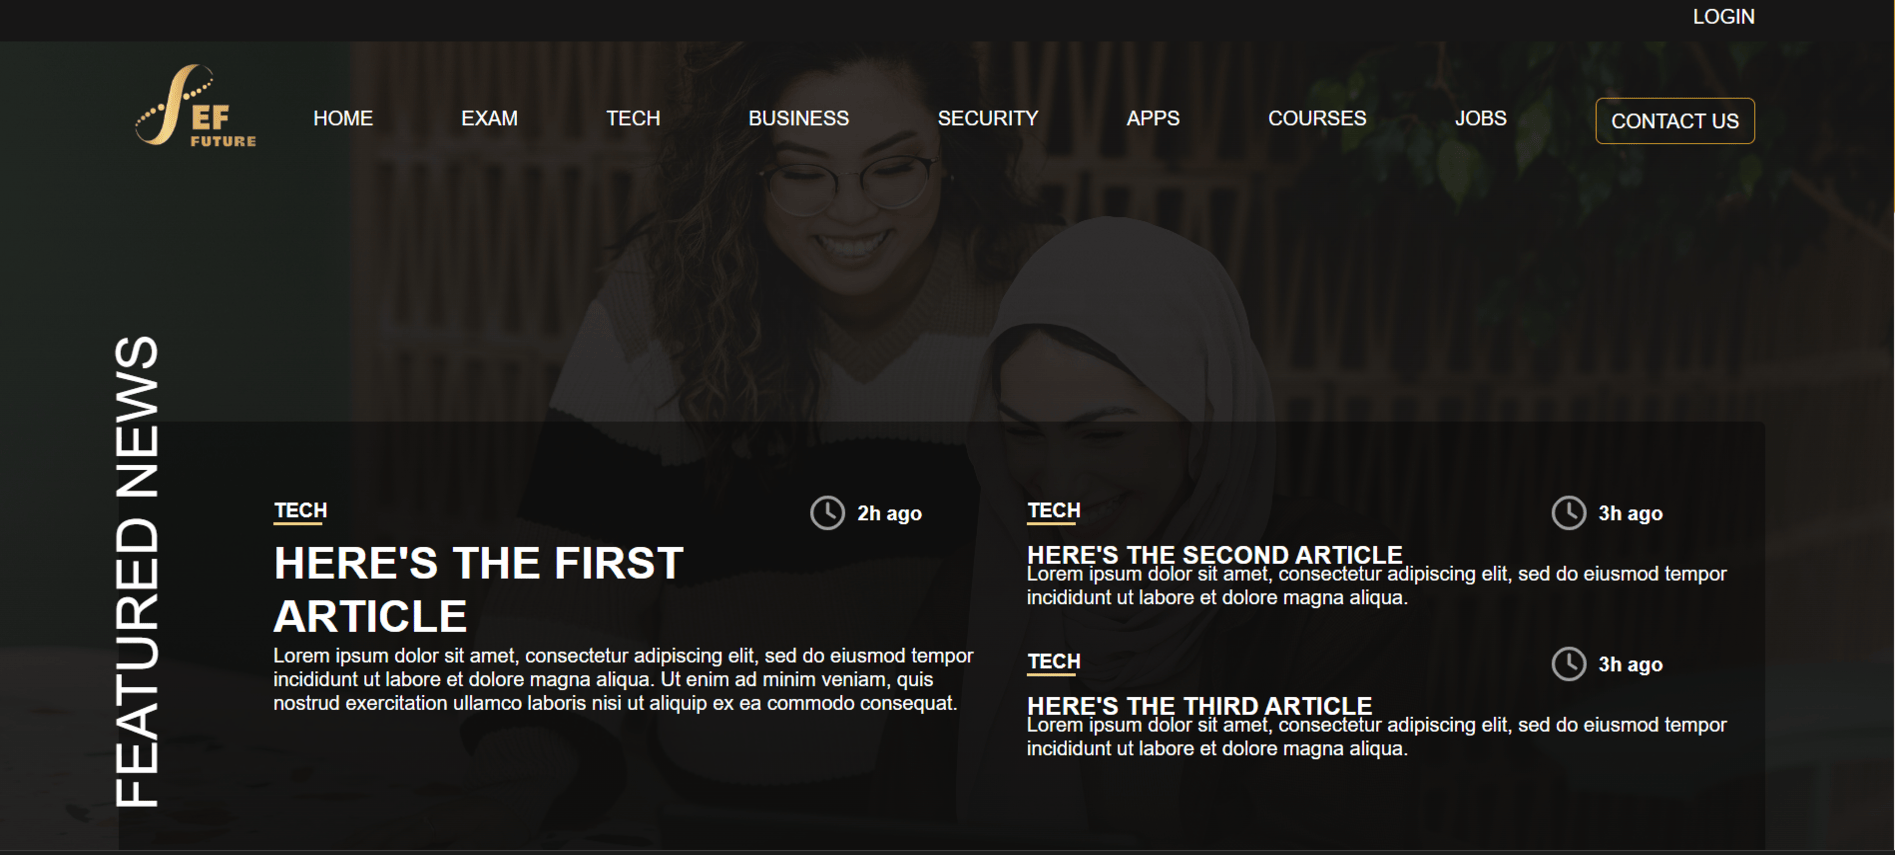 LOGIN
EF
FUTURE
HOME EXAM TECH BUSINESS SECURITY APPS COURSES JOBS CONTACT US
FEATURED NEWS
TECH 2h ago
HERE'S THE FIRST
ARTICLE
Lorem ipsum dolor sit amet, consectetur adipiscing elit, sed do eiusmod tempor
incididunt ut labore et dolore magna aliqua. Ut enim ad minim veniam, quis
nostrud exercitation ullamco laboris nisi ut aliquip ex ea commodo consequat.
TECH 3h ago
HERE'S THE SECOND ARTICLE
Lorem ipsum dolor sit amet, consectetur adipiscing elit, sed do eiusmod tempor
incididunt ut labore et dolore magna aliqua.
TECH 3h ago
HERE'S THE THIRD ARTICLE
Lorem ipsum dolor sit amet, consectetur adipiscing elit, sed do eiusmod tempor
incididunt ut labore et dolore magna aliqua.